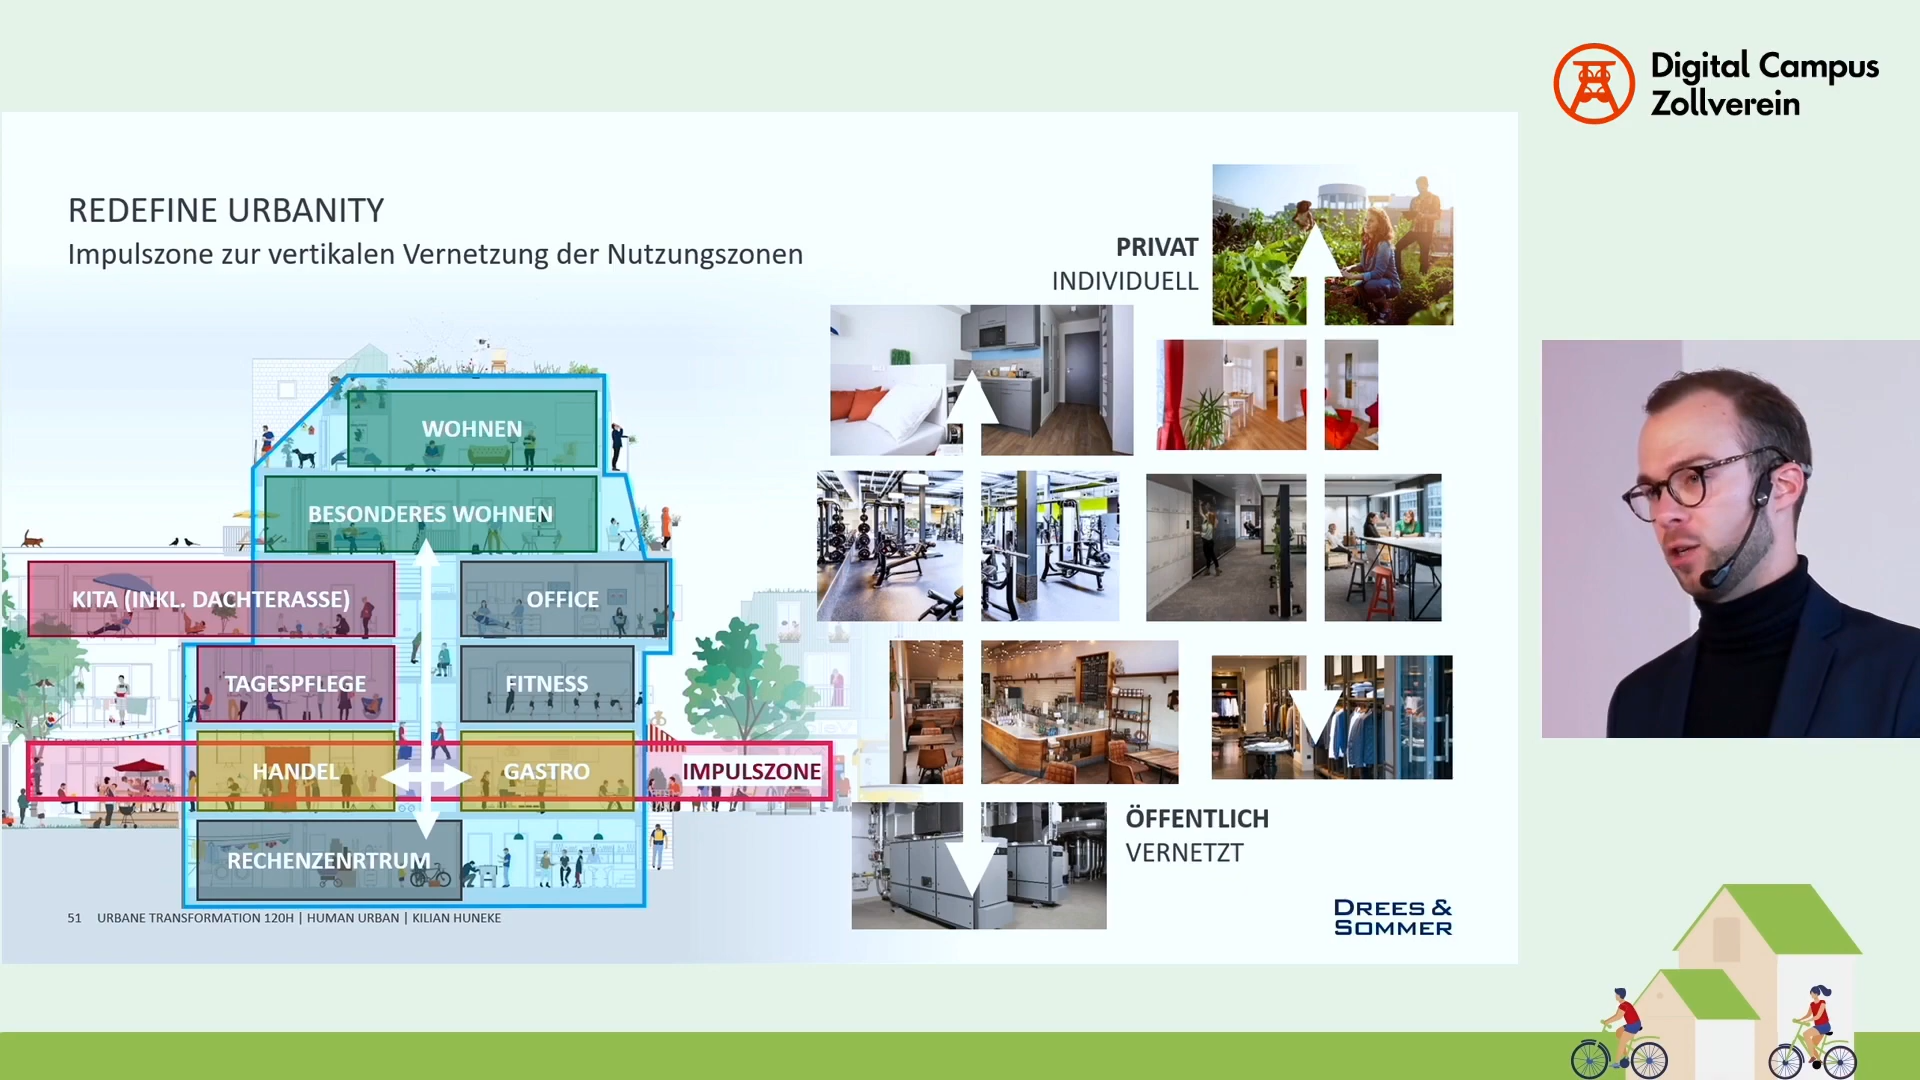 Digital Campus
Zollverein
REDEFINE URBANITY
Impulszone zur vertikalen Vernetzung der Nutzungszonen
PRIVAT
INDIVIDUELL
WOHNEN
BESONDERES WOHNEN
KITA (INKL. DACHTERASSE)
OFFICE
TAGESPFLEGE
FITNESS
HANDEL
GASTRO
IMPULSZONE
RECHENZENRTRUM
ÖFFENTLICH
VERNETZT
51 URBANE TRANSFORMATION 120H | HUMAN URBAN | KILIAN HUNEKE
DREES &
SOMMER